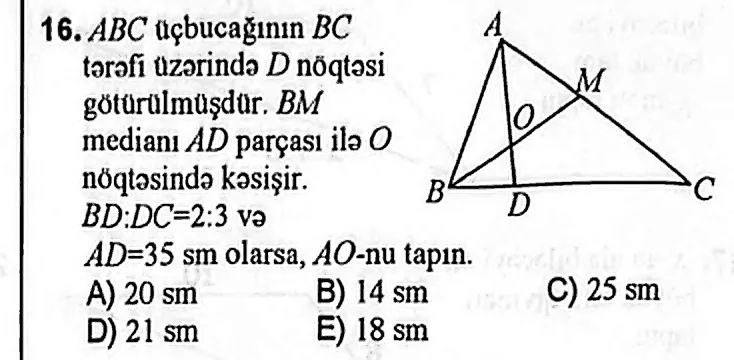 16. ABC üçbucağının BC
tərəfi üzərində D nöqtəsi
götürülmüşdür. BM
medianı AD parçası ilə O
nöqtəsində kəsişir.
BD:DC=2:3 və
AD=35 sm olarsa, AO-nu tapın.
A) 20 sm B) 14 sm C) 25 sm
D) 21 sm E) 18 sm
A
M
O
B
D
C